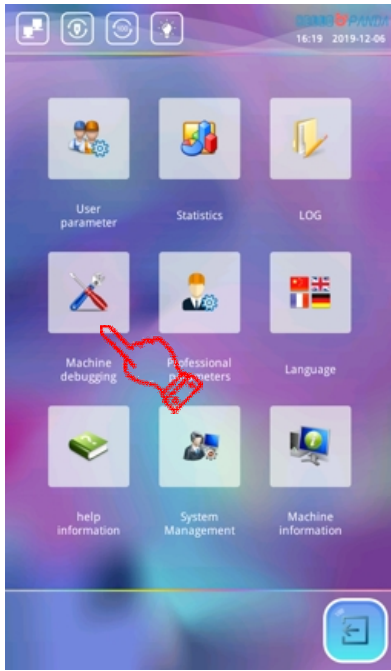 PANDA
16:19 2019-12-06
User
parameter
Statistics
LOG
Machine
debugging
Professional
parameters
Language
help
information
System
Management
Machine
information